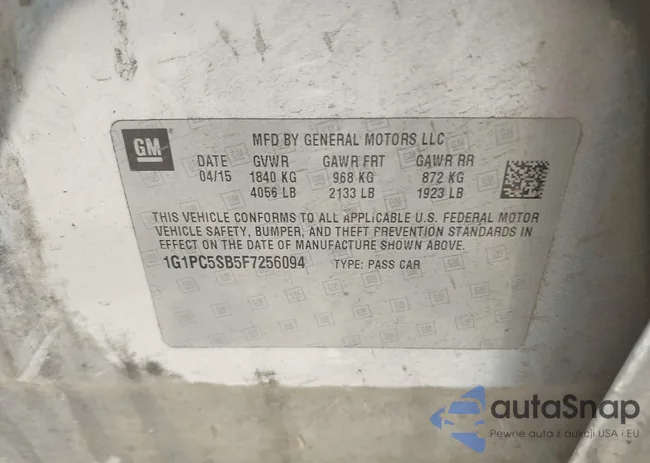 GM
MFD BY GENERAL MOTORS LLC
DATE GVWR GAWR FRT GAWR RR
04/15 1840 KG 968 KG 872 KG
4056 LB 2133 LB 1923 LB
THIS VEHICLE CONFORMS TO ALL APPLICABLE U.S. FEDERAL MOTOR
VEHICLE SAFETY, BUMPER, AND THEFT PREVENTION STANDARDS IN
EFFECT ON THE DATE OF MANUFACTURE SHOWN ABOVE.
1G1PC5SB5F7256094 TYPE: PASS CAR
autaSnap
Pewne auta z aukcji USA i EU